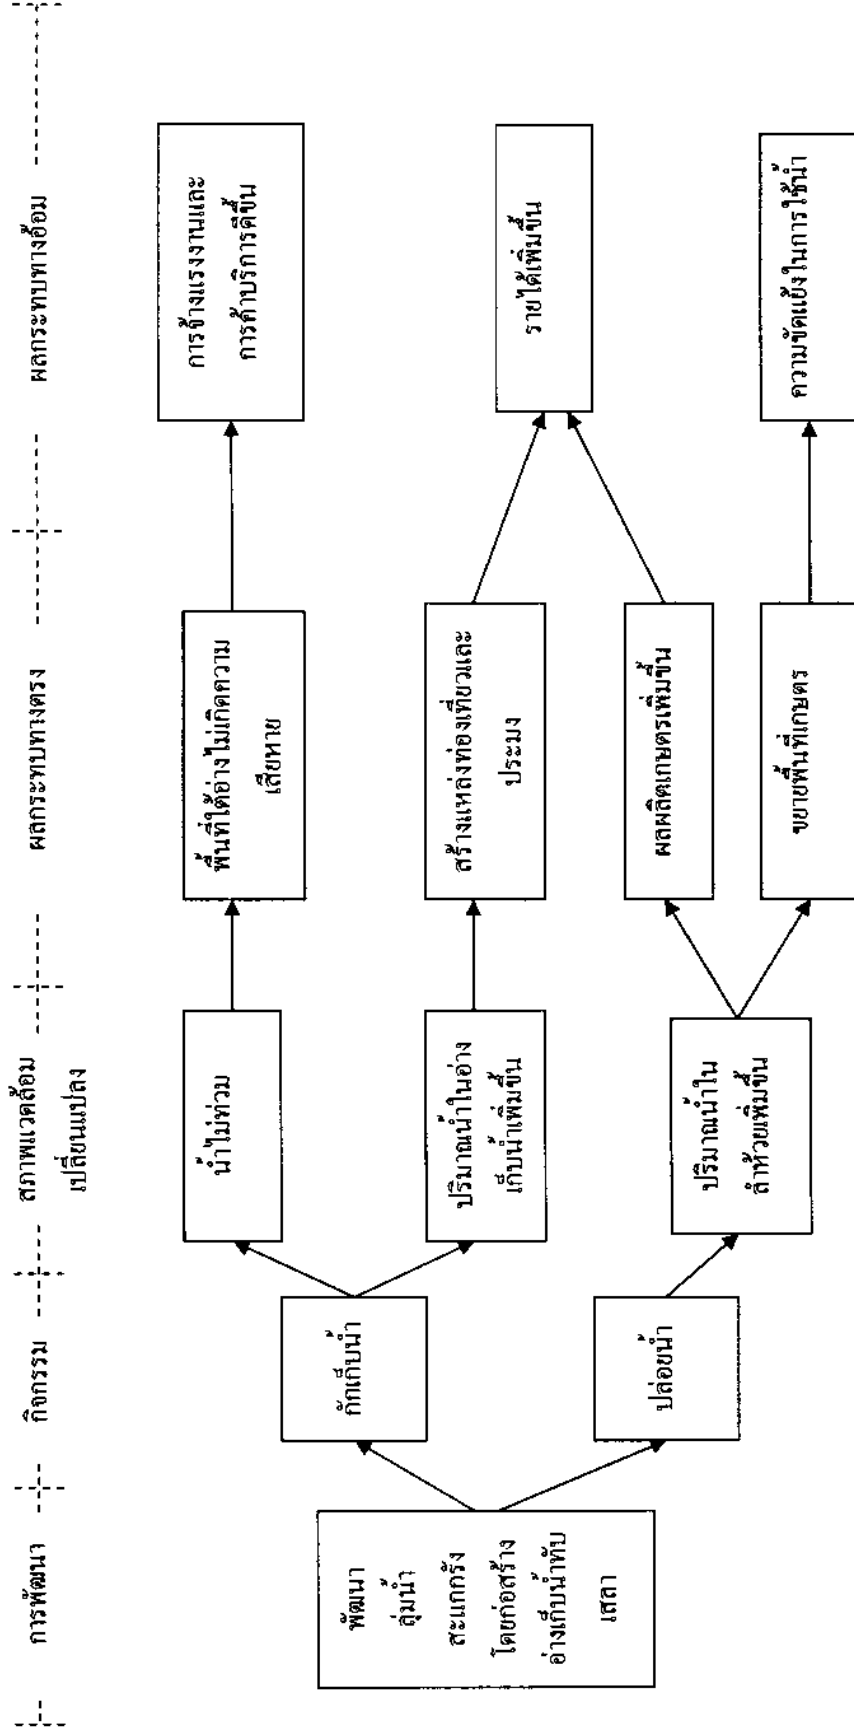 การพัฒนา
กิจกรรม
สภาพแวดล้อม
เปลี่ยนแปลง
ผลกระทบทางตรง
ผลกระทบทางอ้อม
พัฒนา
ลุ่มน้ำ
สะแกกรัง
โดยก่อสร้าง
อ่างเก็บน้ำทับ
เสลา
กักเก็บน้ำ
ปล่อยน้ำ
น้ำไม่ท่วม
ปริมาณน้ำในอ่าง
เก็บน้ำเพิ่มขึ้น
ปริมาณน้ำใน
ลำห้วยเพิ่มขึ้น
พื้นที่ใต้อ่างไม่เกิดความ
เสียหาย
สร้างแหล่งท่องเที่ยวและ
ประมง
ผลผลิตเกษตรเพิ่มขึ้น
ขยายพื้นที่เกษตร
การจ้างแรงงานและ
การค้าบริการดีขึ้น
รายได้เพิ่มขึ้น
ความขัดแย้งในการใช้น้ำ